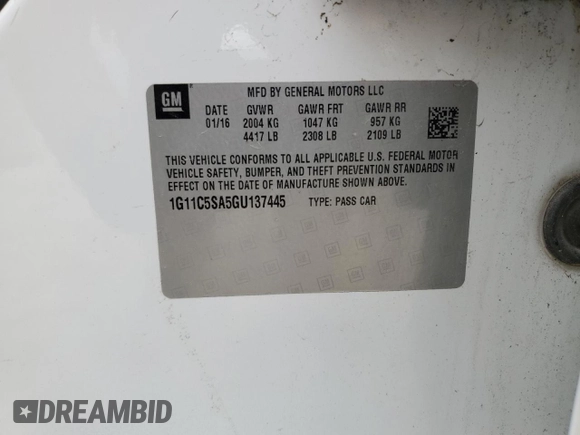 GM
MFD BY GENERAL MOTORS LLC
DATE GVWR GAWR FRT GAWR RR
01/16 2004 KG 1047 KG 957 KG
4417 LB 2308 LB 2109 LB
THIS VEHICLE CONFORMS TO ALL APPLICABLE U.S. FEDERAL MOTOR
VEHICLE SAFETY, BUMPER, AND THEFT PREVENTION STANDARDS IN
EFFECT ON THE DATE OF MANUFACTURE SHOWN ABOVE.
1G11C5SA5GU137445 TYPE: PASS CAR
DREAMBID